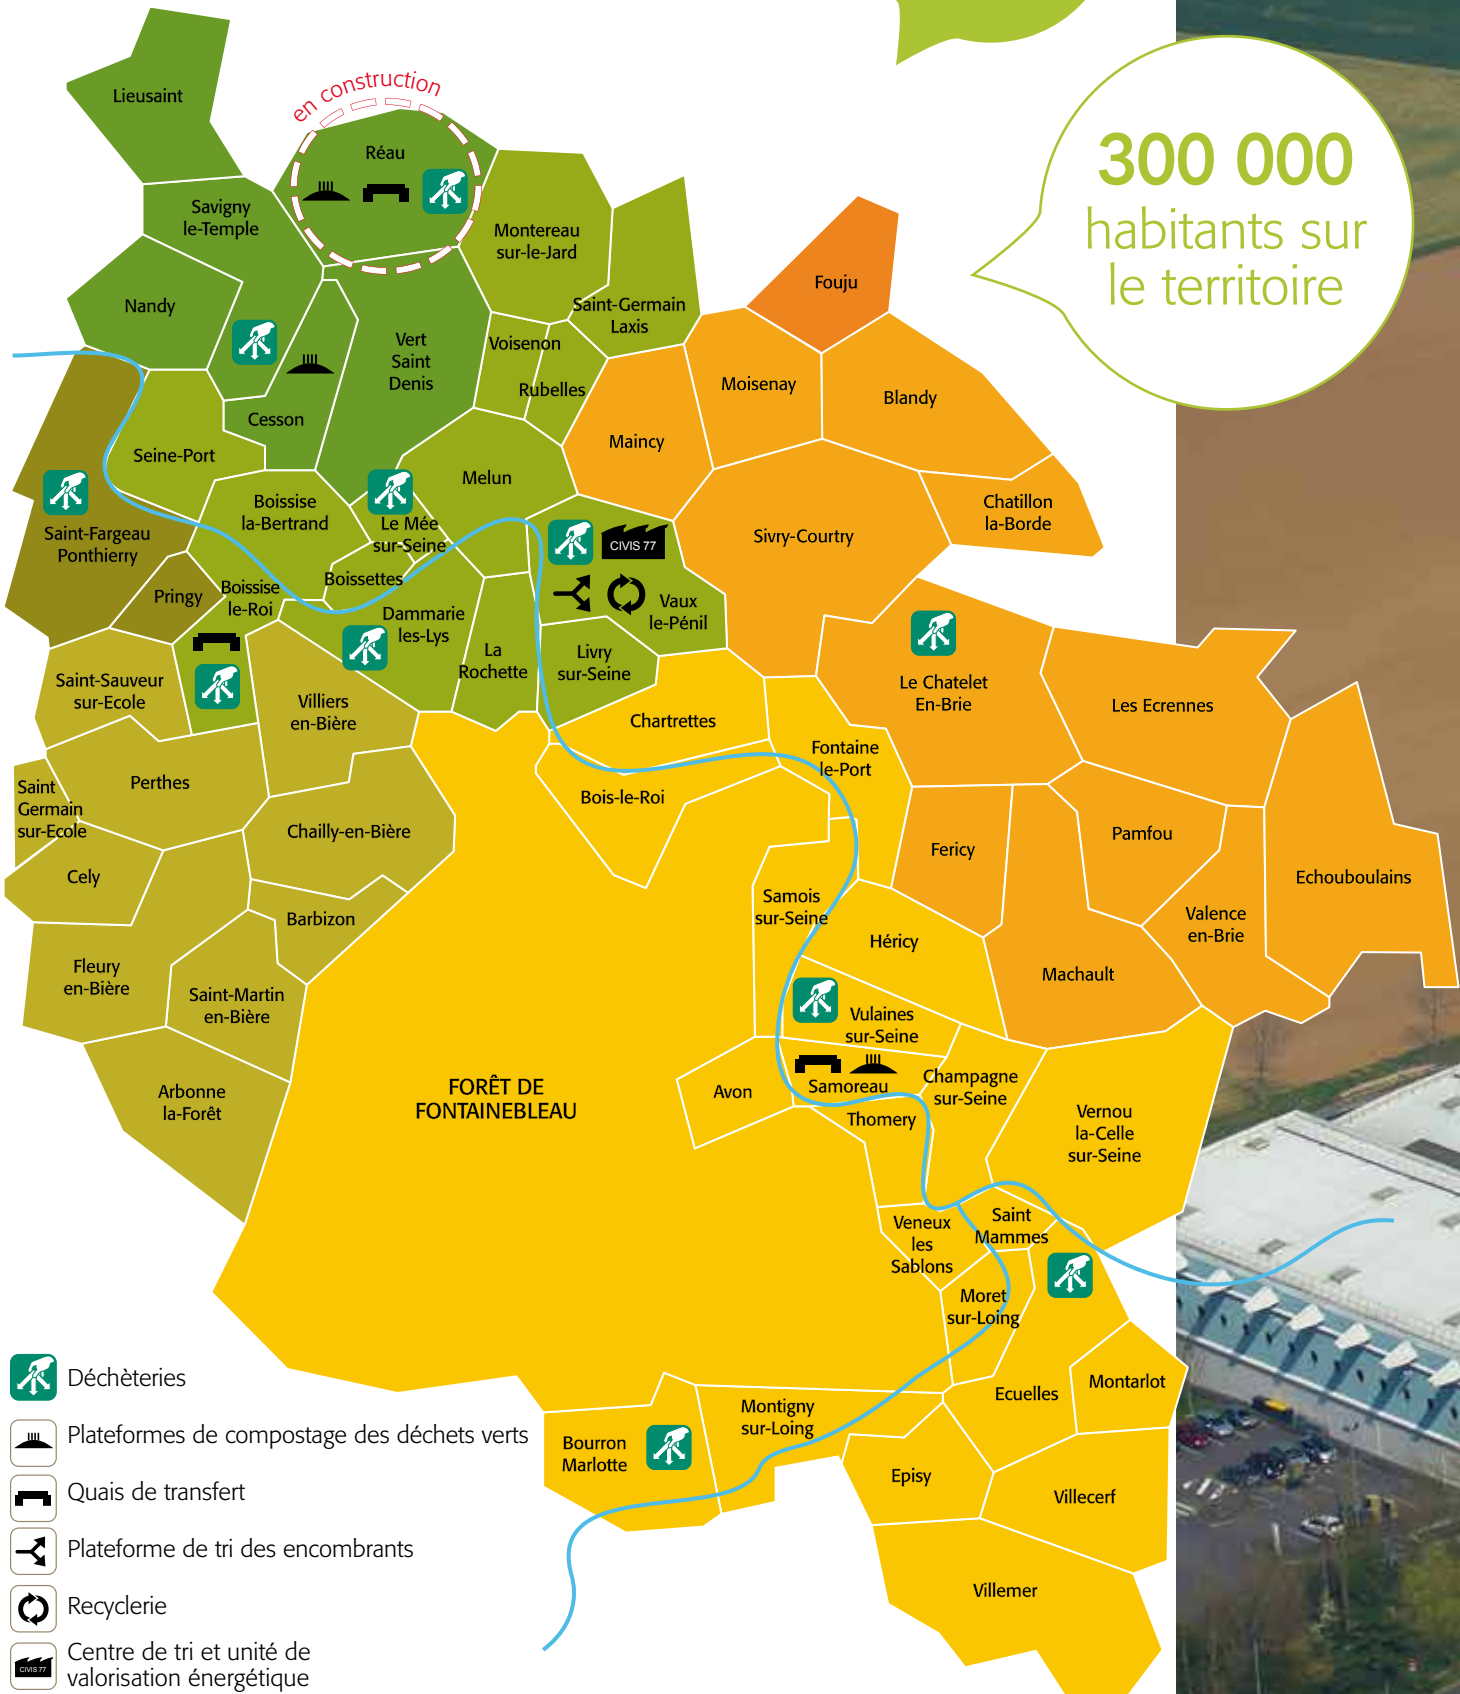 en construction
Lieusaint
Réau
Savigny
le-Temple
Montereau
sur-le-Jard
Nandy
Saint-Germain
Laxis
Fouju
300 000
habitants sur
le territoire
Vert
Saint
Denis
Voisenon
Rubelles
Moisenay
Blandy
Cesson
Maincy
Seine-Port
Melun
Boissise
la-Bertrand
Le Mée
sur-Seine
Chatillon
la-Borde
Saint-Fargeau
Ponthierry
CIVIS 77
Sivry-Courtry
Pringy
Boissise
le-Roi
Boissettes
Dammarie
les-Lys
Vaux
le-Pénil
La
Rochette
Livry
sur-Seine
Saint-Sauveur
sur-Ecole
Villiers
en-Bière
Le Chatelet
En-Brie
Les Ecrennes
Chartrettes
Fontaine
le-Port
Saint
Germain
sur-Ecole
Perthes
Bois-le-Roi
Chailly-en-Bière
Fericy
Pamfou
Cely
Echouboulains
Samois
sur-Seine
Barbizon
Héricy
Valence
en-Brie
Fleury
en-Bière
Saint-Martin
en-Bière
Machault
Vulaines
sur-Seine
Arbonne
la-Forêt
FORÊT DE
FONTAINEBLEAU
Avon
Samoreau
Champagne
sur-Seine
Thomery
Vernou
la-Celle
sur-Seine
Veneux
les
Sablons
Saint
Mammes
Moret
sur-Loing
Ecuelles
Montarlot
Montigny
sur-Loing
Bourron
Marlotte
Episy
Villecerf
Villemer
Déchèteries
Plateformes de compostage des déchets verts
Quais de transfert
Plateforme de tri des encombrants
Recyclerie
CIVIS 77
Centre de tri et unité de
valorisation énergétique